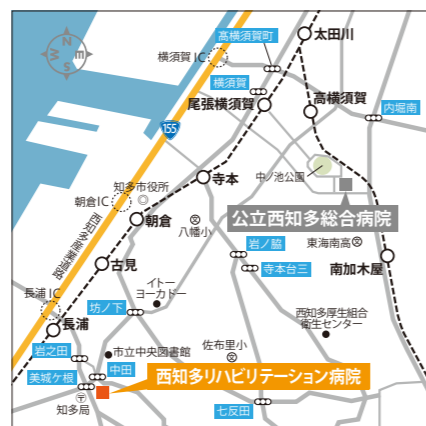 高横須賀町
太田川
横須賀IC
横須賀
尾張横須賀
高横須賀
内堀南
155
中ノ池公園
寺本
知多市役所
朝倉IC
公立西知多総合病院
八幡小
朝倉
西知多産業道路
岩ノ脇
東海南高
寺本台三
南加木屋
古見
長浦IC
イトー
ヨーカドー
坊ノ下
西知多厚生組合
衛生センター
長浦
岩之田
市立中央図書館
佐布里小
中田
美城ケ根
西知多リハビリテーション病院
知多局
七反田
N
E
S
W